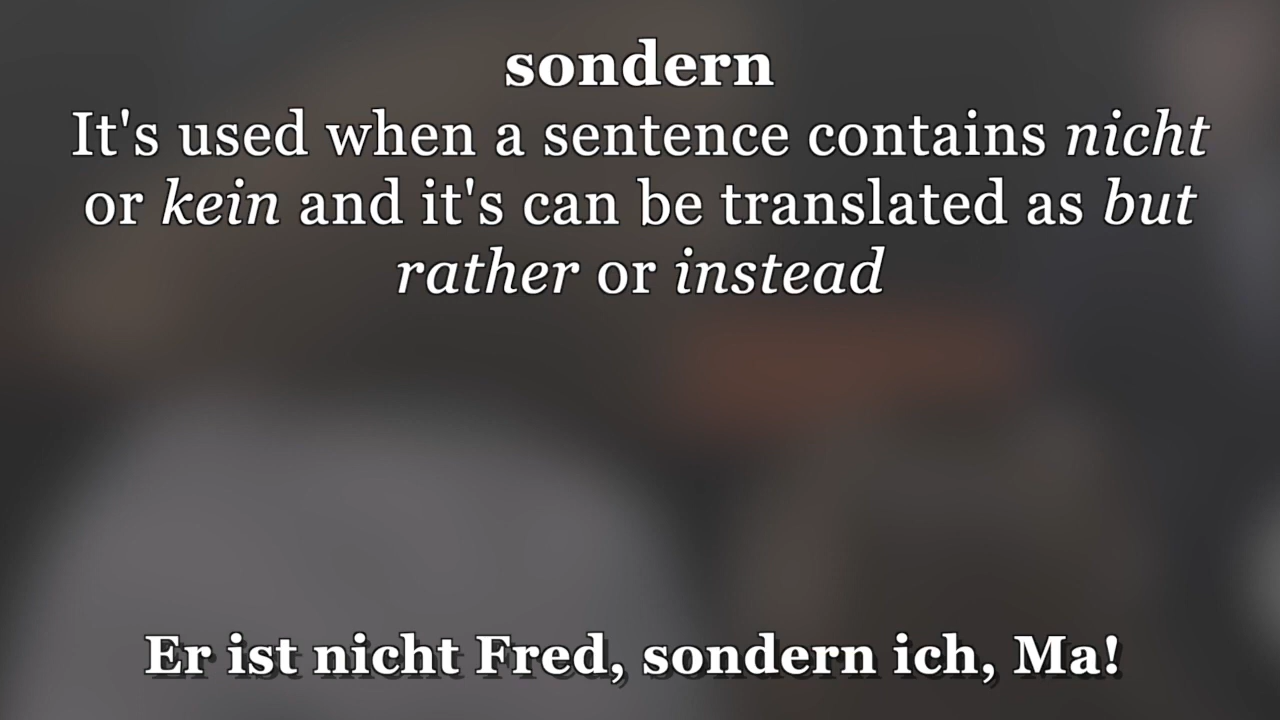 sondern
It's used when a sentence contains nicht
or kein and it's can be translated as but
rather or instead
Er ist nicht Fred, sondern ich, Ma!